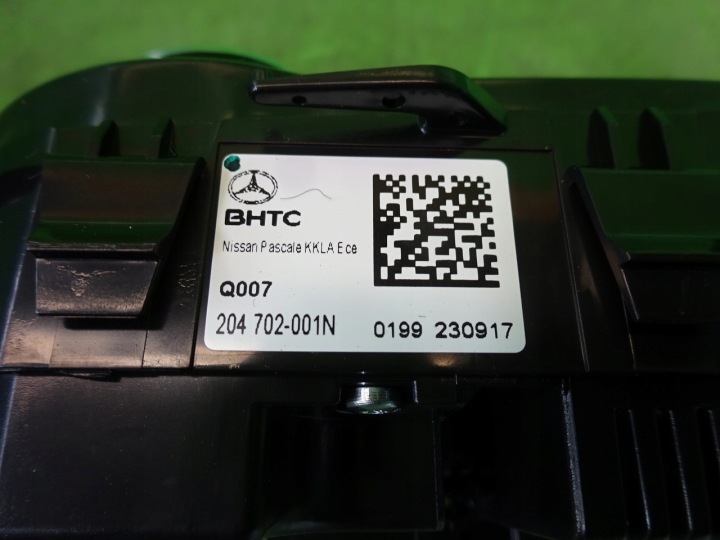 BHTC
Nissan Pascale KKLA Ece
Q007
204 702-001N
0199 230917